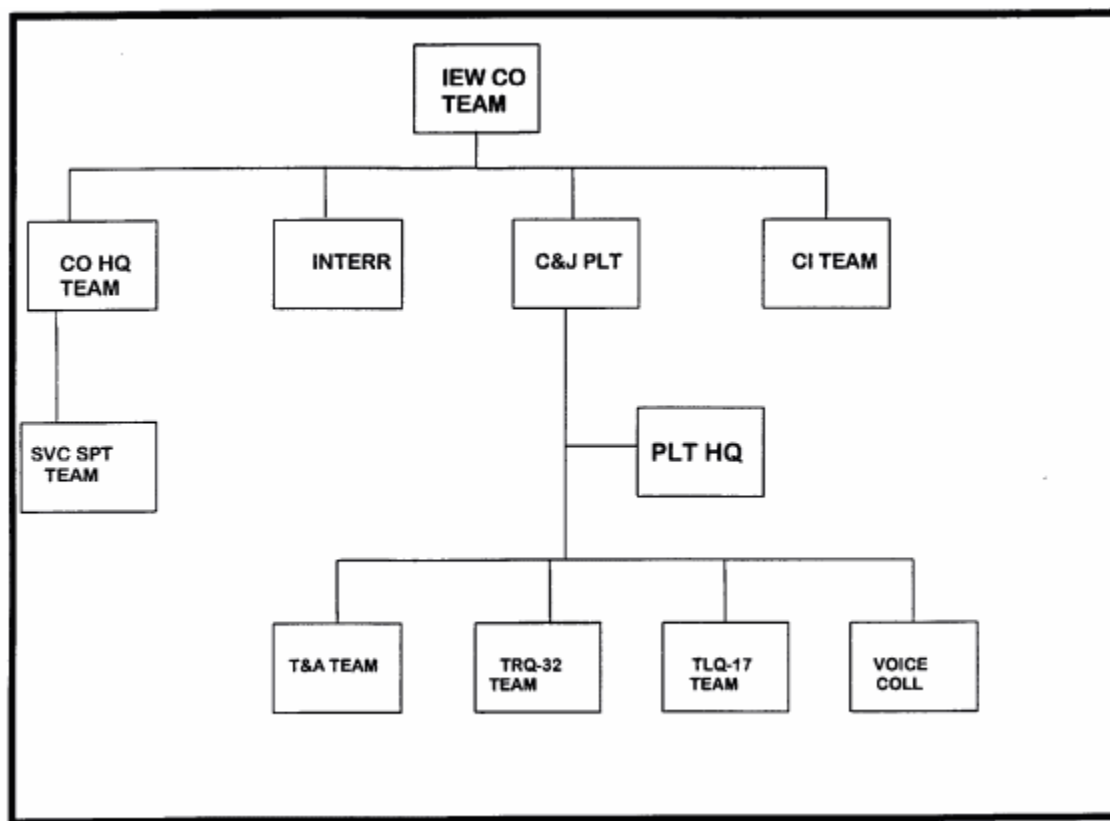 IEW CO
TEAM
CO HQ
TEAM
INTERR
C&J PLT
CI TEAM
SVC SPT
TEAM
PLT HQ
T&A TEAM
TRQ-32
TEAM
TLQ-17
TEAM
VOICE
COLL